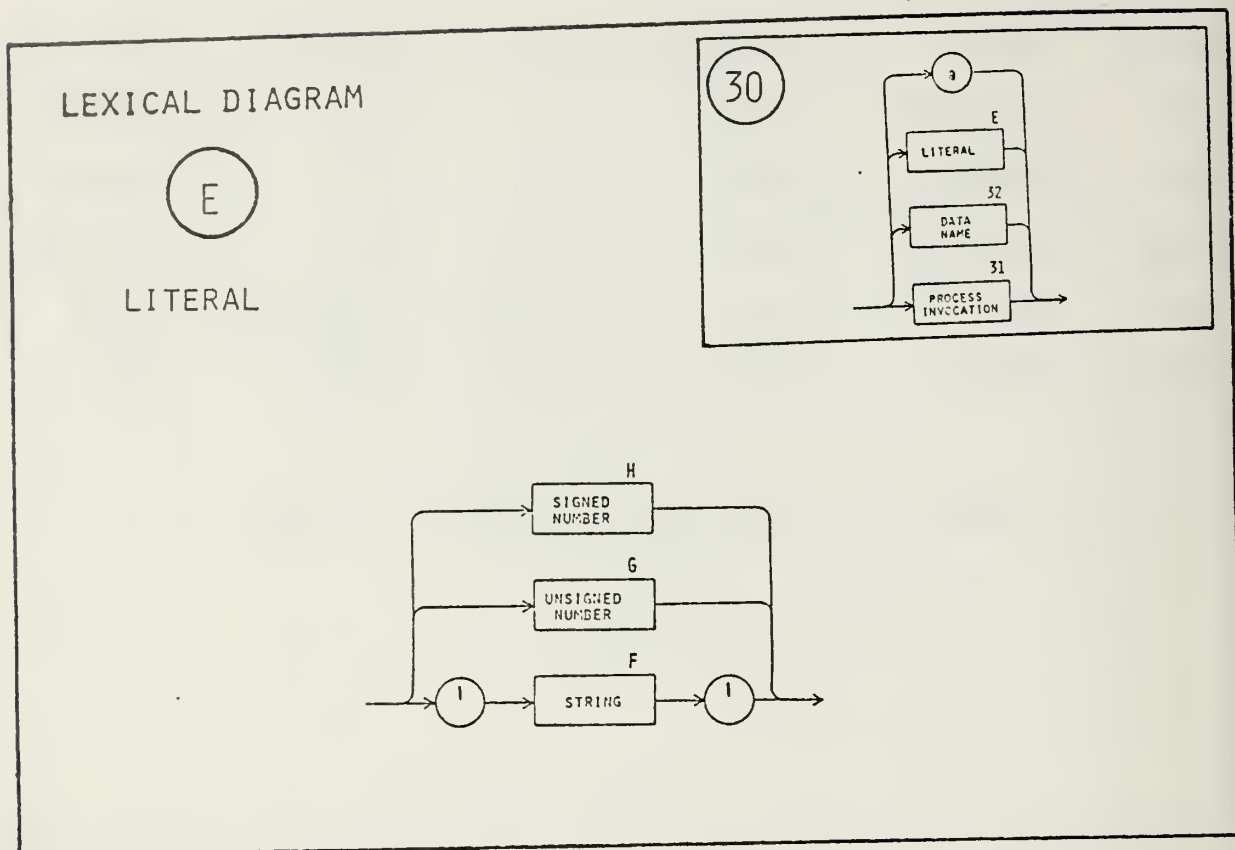 LEXICAL DIAGRAM
E
LITERAL
30
a
E
LITERAL
32
DATA
NAME
31
PROCESS
INVOCATION
H
SIGNED
NUMBER
G
UNSIGNED
NUMBER
F
'
STRING
'